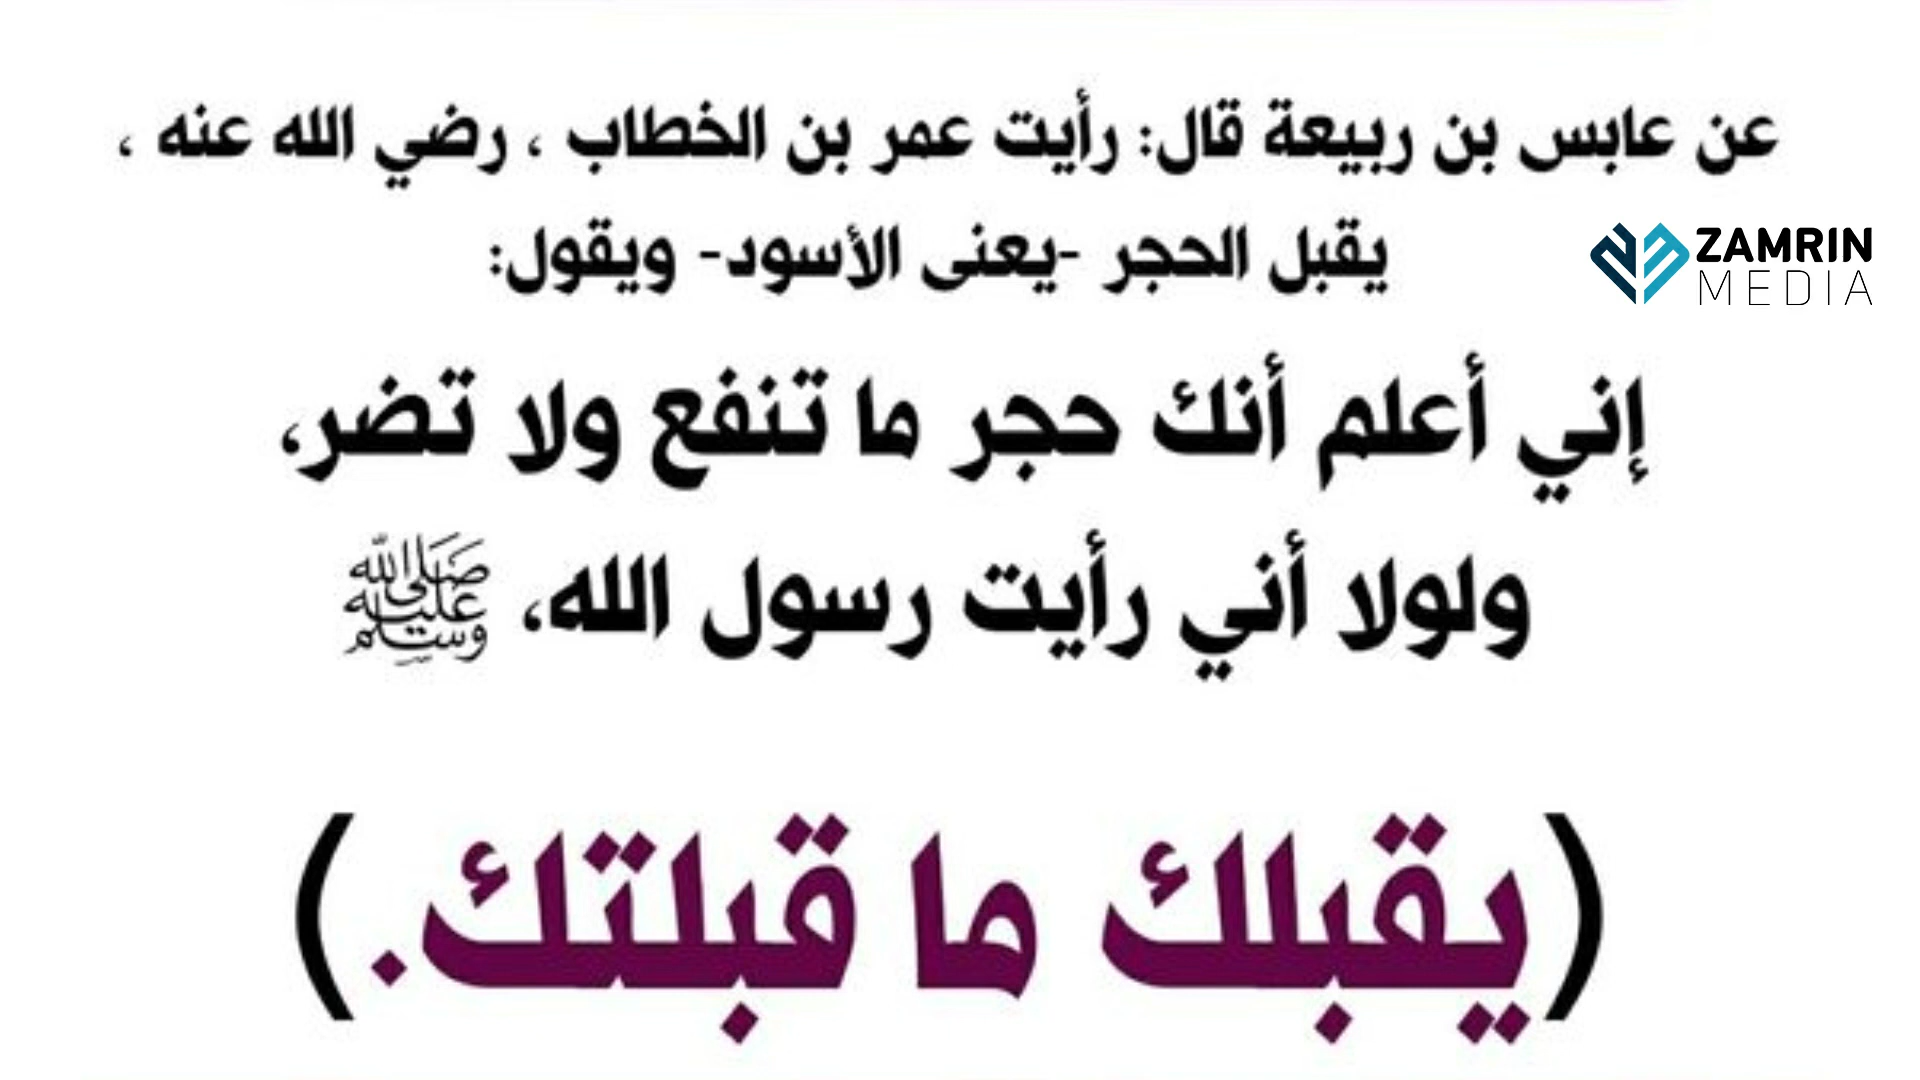 عن عابس بن ربيعة قال: رأيت عمر بن الخطاب ، رضي الله عنه ،
يقبل الحجر -يعنى الأسود- ويقول:
ZAMRIN
MEDIA
إني أعلم أنك حجر ما تنفع ولا تضر،
ولولا أني رأيت رسول الله، ﷺ
(يقبلك ما قبلتك.)